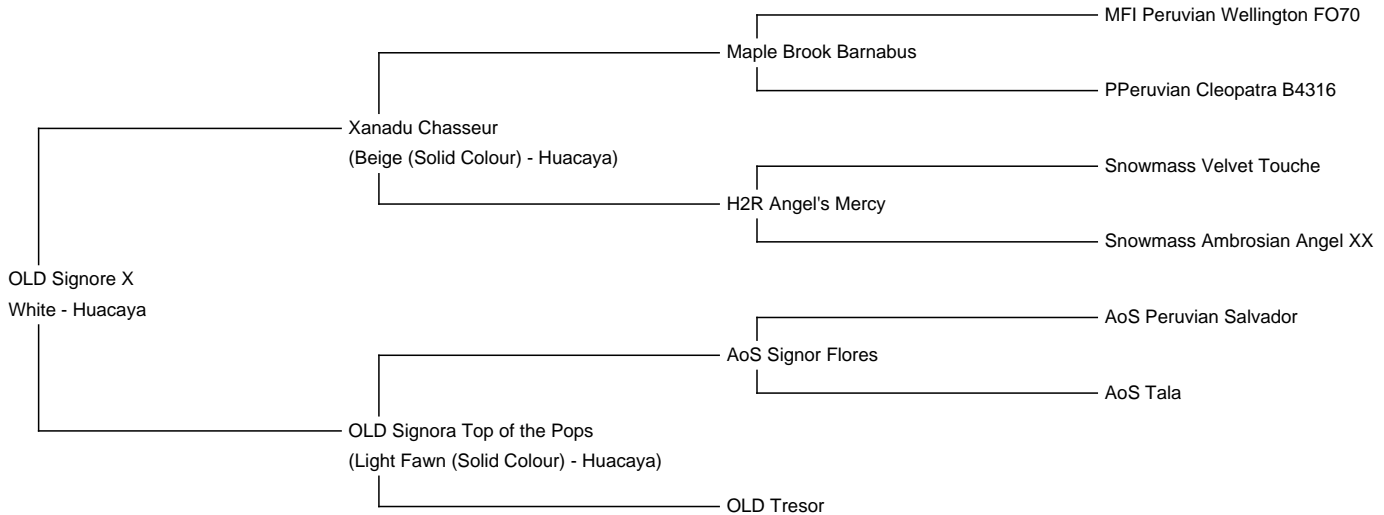 MFI Peruvian Wellington FO70
Maple Brook Barnabus
PPeruvian Cleopatra B4316
Xanadu Chasseur
(Beige (Solid Colour) - Huacaya)
Snowmass Velvet Touche
H2R Angel's Mercy
Snowmass Ambrosian Angel XX
OLD Signore X
White - Huacaya
AoS Peruvian Salvador
AoS Signor Flores
AoS Tala
OLD Signora Top of the Pops
(Light Fawn (Solid Colour) - Huacaya)
OLD Tresor